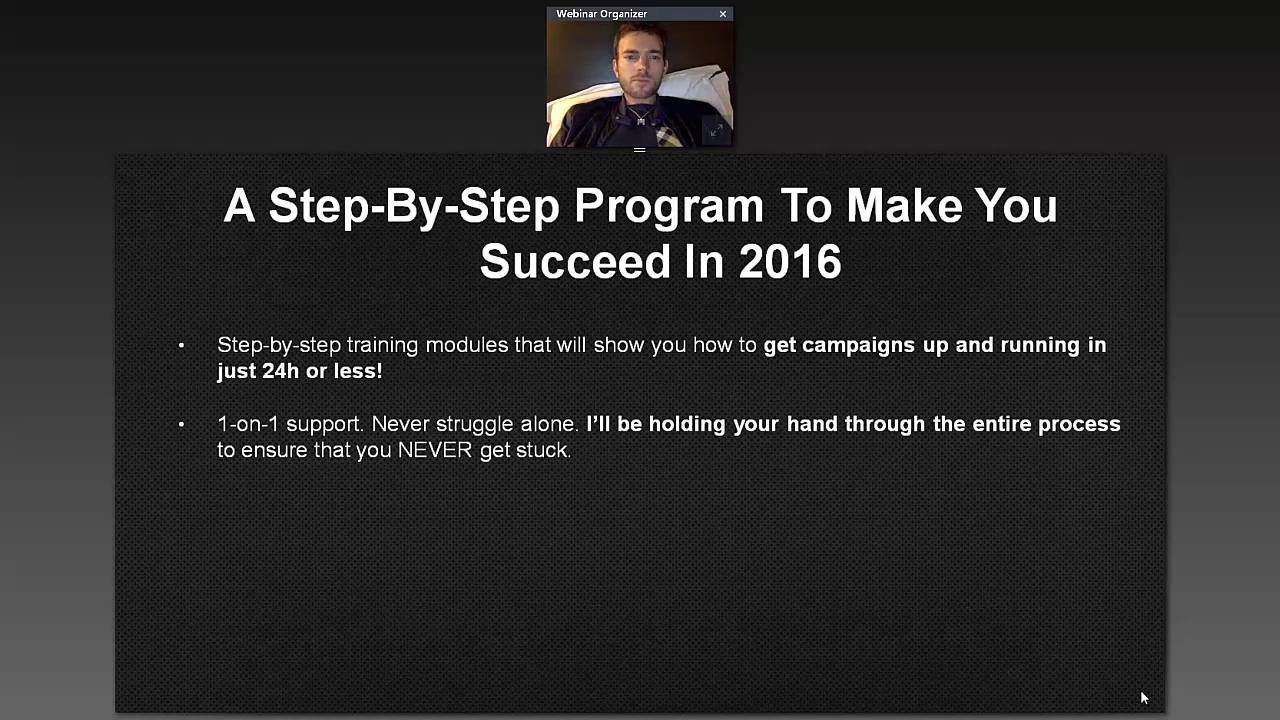 Webinar Organizer
A Step-By-Step Program To Make You
Succeed In 2016
• Step-by-step training modules that will show you how to get campaigns up and running in
just 24h or less!
• 1-on-1 support. Never struggle alone. I’ll be holding your hand through the entire process
to ensure that you NEVER get stuck.